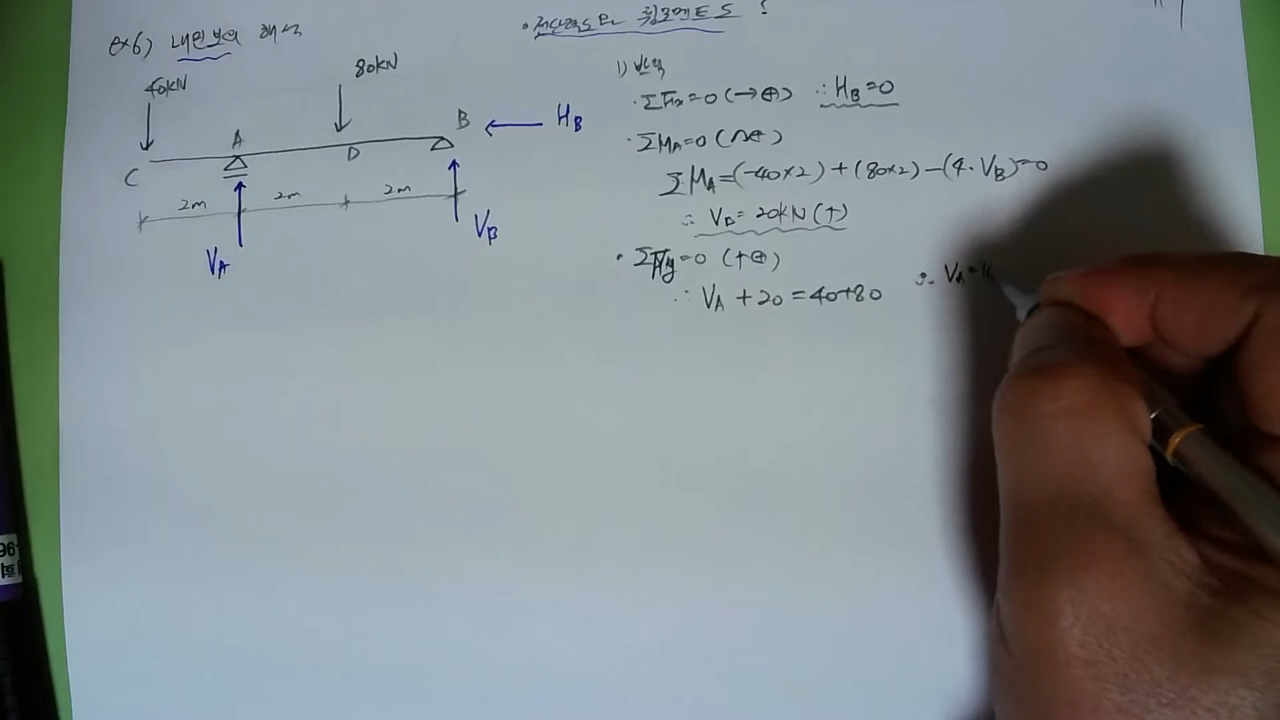 ex6) 내민보의 해석
· 전단력도와 휨모멘트도 !
40kN
80kN
A
B
H_B
C
D
2m
2m
2m
V_A
V_B
1) 반력
· ΣFx=0 (→⊕) ∴ H_B=0
· ΣM_A=0 (↷⊕)
ΣM_A=(-40×2)+(80×2)-(4·V_B)=0
∴ V_B=20kN(↑)
· ΣFy=0 (↑⊕)
∴ V_A+20=40+80 ∴ V_A=1